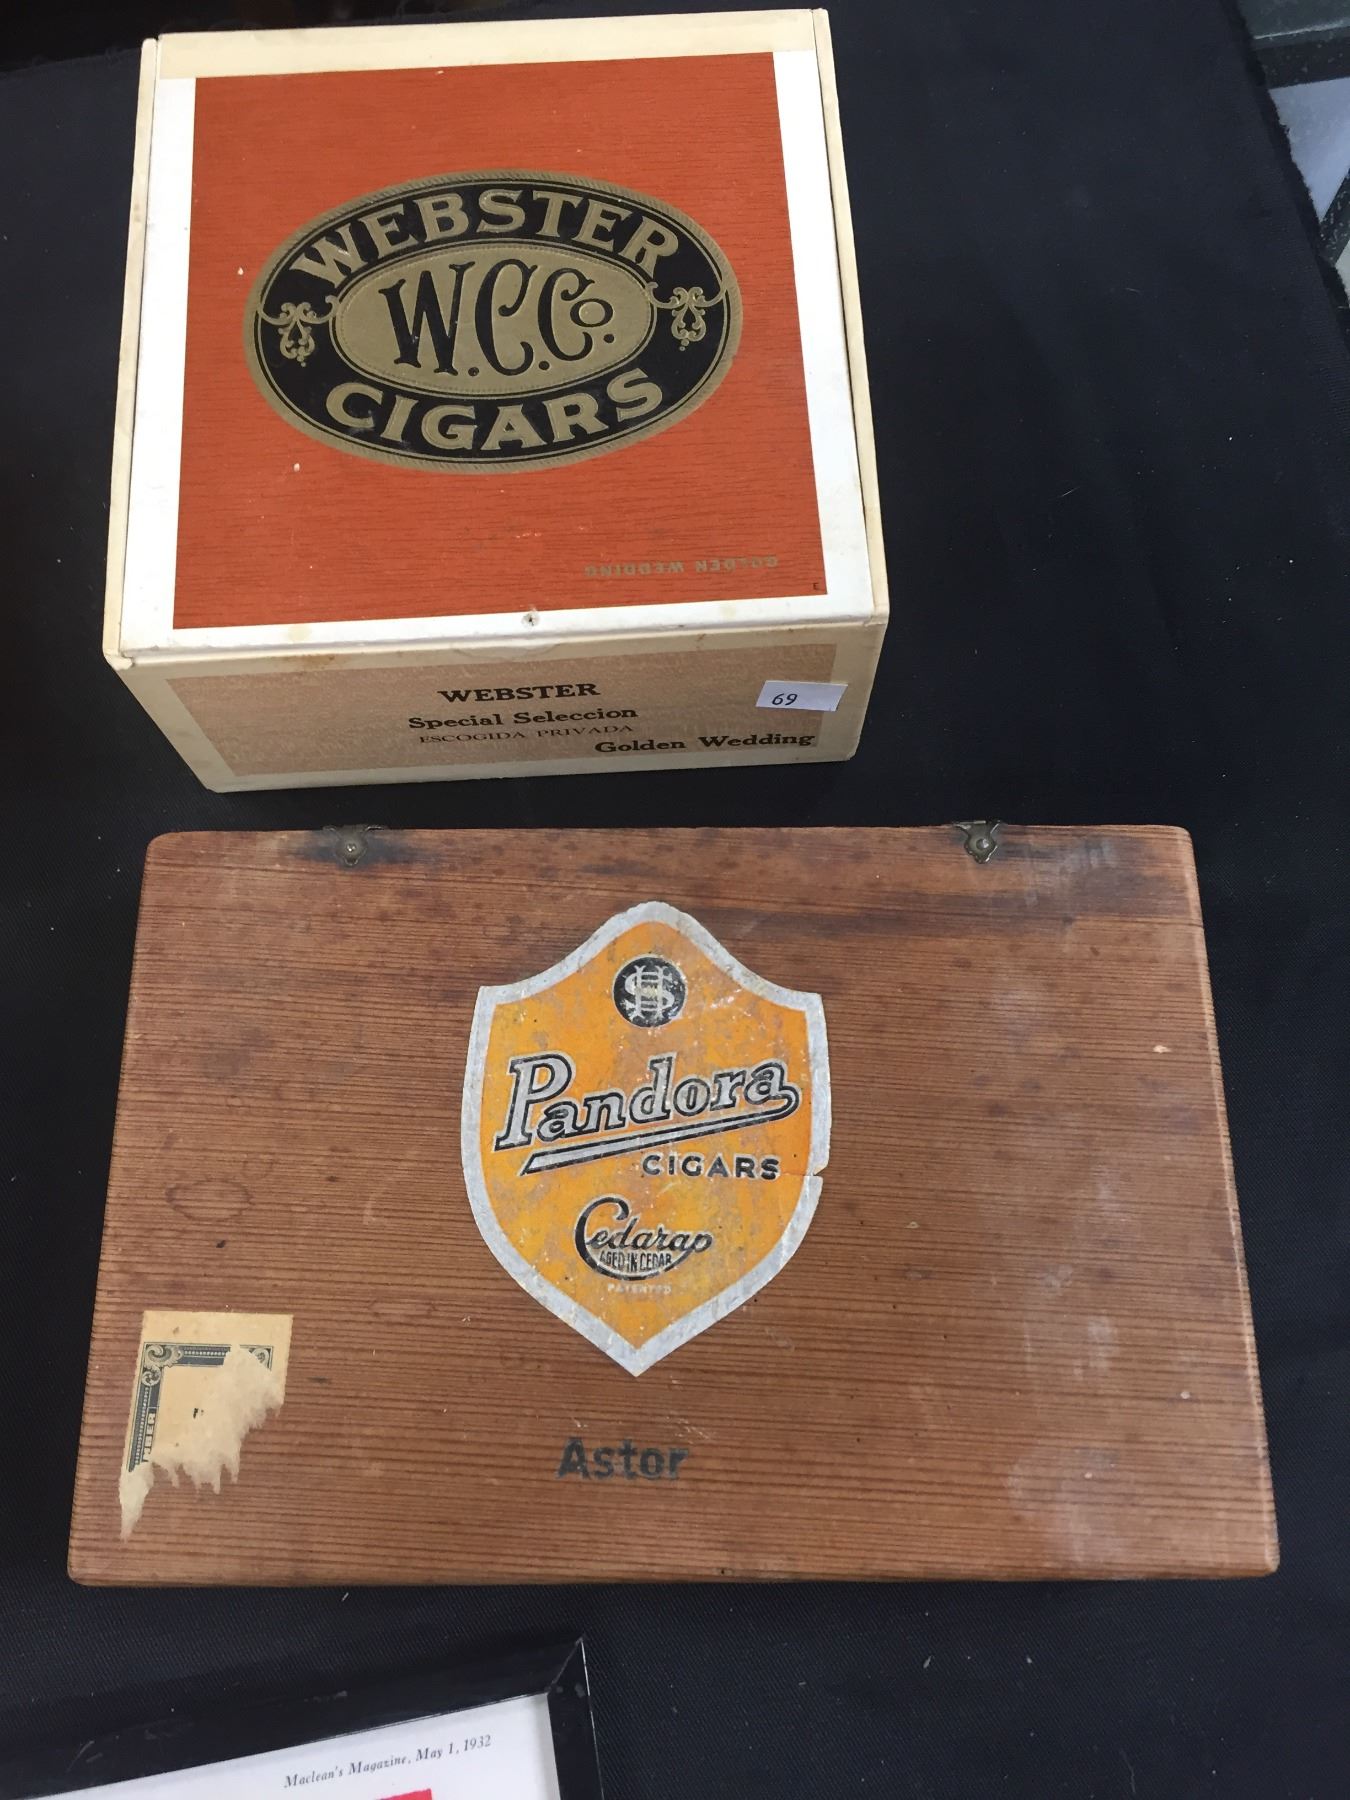 WEBSTER
W.C.Co.
CIGARS
GOLDEN WEDDING
E
WEBSTER
Special Seleccion
ESCOGIDA PRIVADA
Golden Wedding
69
SH
Pandora
CIGARS
Cedarap
AGED IN CEDAR
PATENTED
Astor
Maclean's Magazine, May 1, 1932